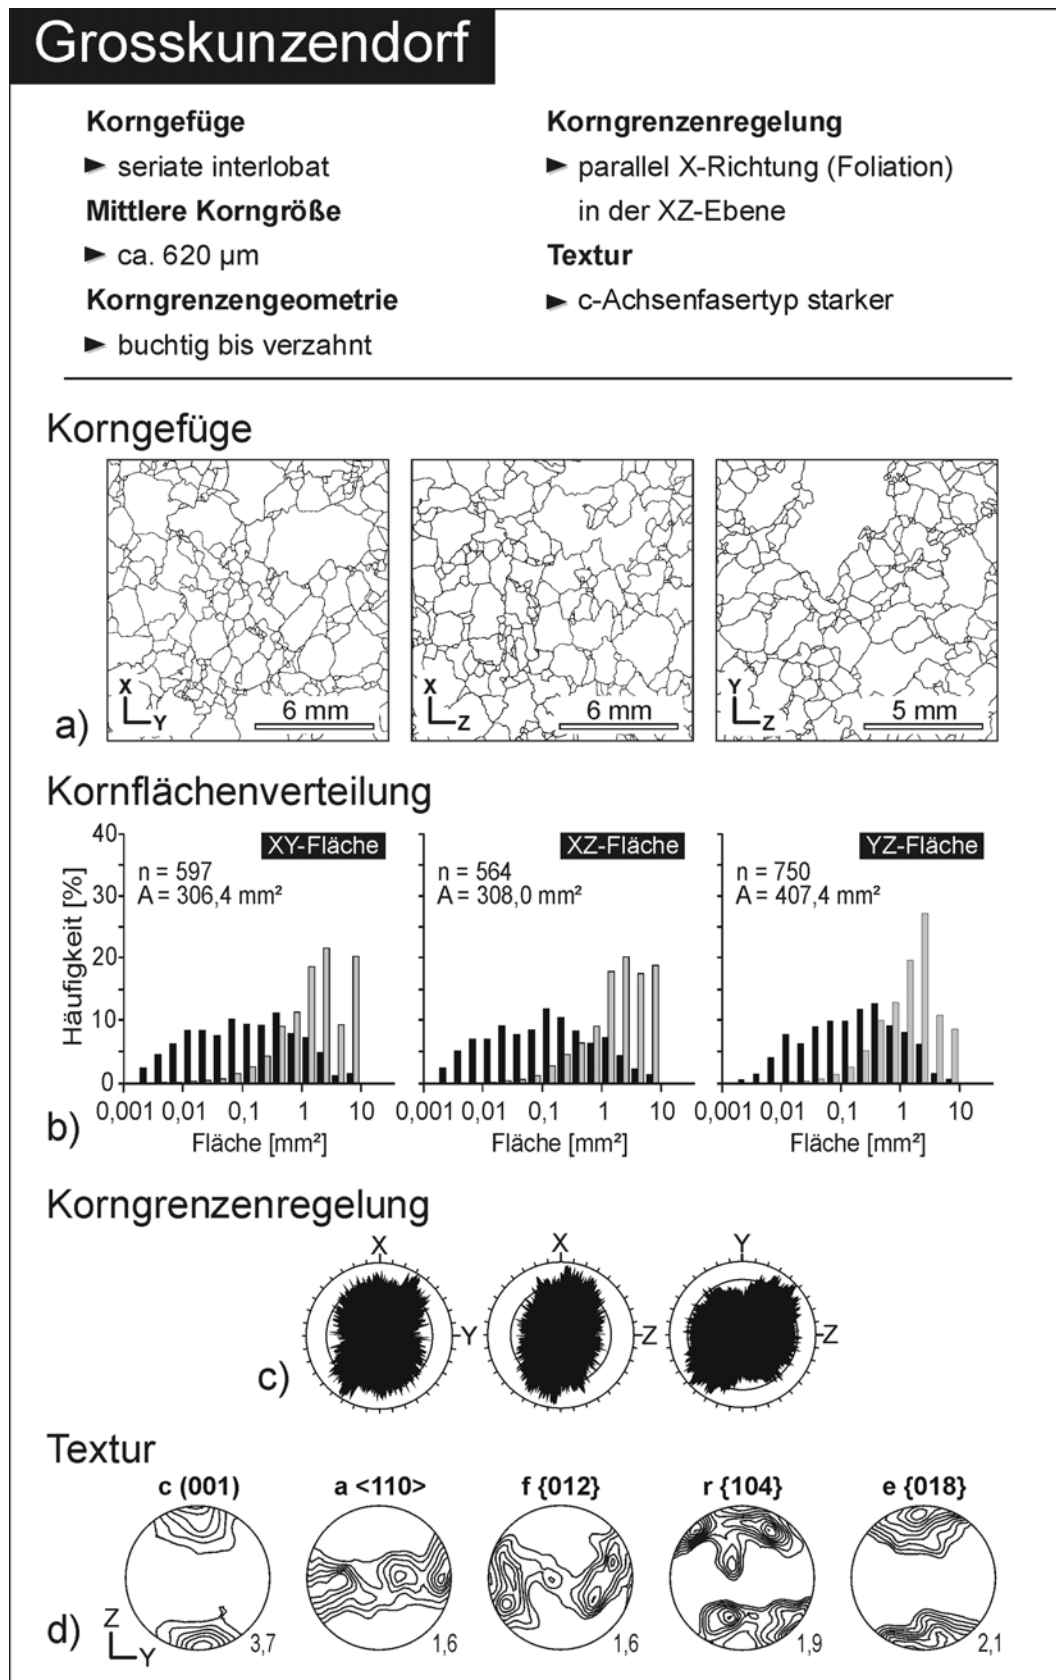 Grosskunzendorf
Korngefüge
► seriate interlobat
Mittlere Korngröße
► ca. 620 µm
Korngrenzengeometrie
► buchtig bis verzahnt
Korngrenzenregelung
► parallel X-Richtung (Foliation)
in der XZ-Ebene
Textur
► c-Achsenfasertyp starker
Korngefüge
a)
X
Y
6 mm
X
Z
6 mm
Y
Z
5 mm
Kornflächenverteilung
b)
Häufigkeit [%]
40
30
20
10
0
XY-Fläche
n = 597
A = 306,4 mm²
0,001 0,01 0,1 1 10
Fläche [mm²]
XZ-Fläche
n = 564
A = 308,0 mm²
0,001 0,01 0,1 1 10
Fläche [mm²]
YZ-Fläche
n = 750
A = 407,4 mm²
0,001 0,01 0,1 1 10
Fläche [mm²]
Korngrenzenregelung
c)
X
Y
X
Z
Y
Z
Textur
c (001) a <110> f {012} r {104} e {018}
d)
Z
Y
3,7 1,6 1,6 1,9 2,1